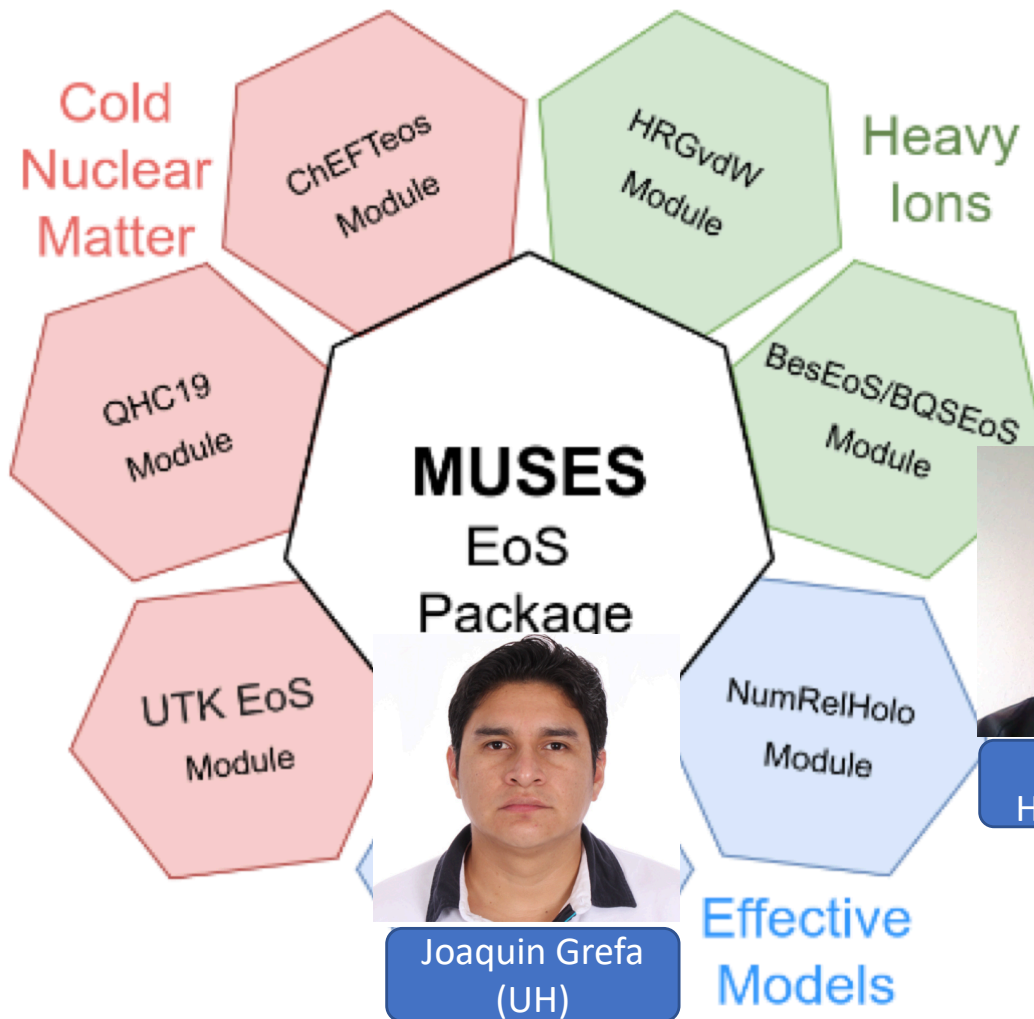 Cold
Nuclear
Matter
ChEFTeos
Module
HRGvdW
Module
Heavy
Ions
QHC19
Module
BesEoS/BQSEoS
Module
MUSES
EoS
Package
UTK EoS
Module
NumRelHolo
Module
H
Joaquin Grefa
(UH)
Effective
Models